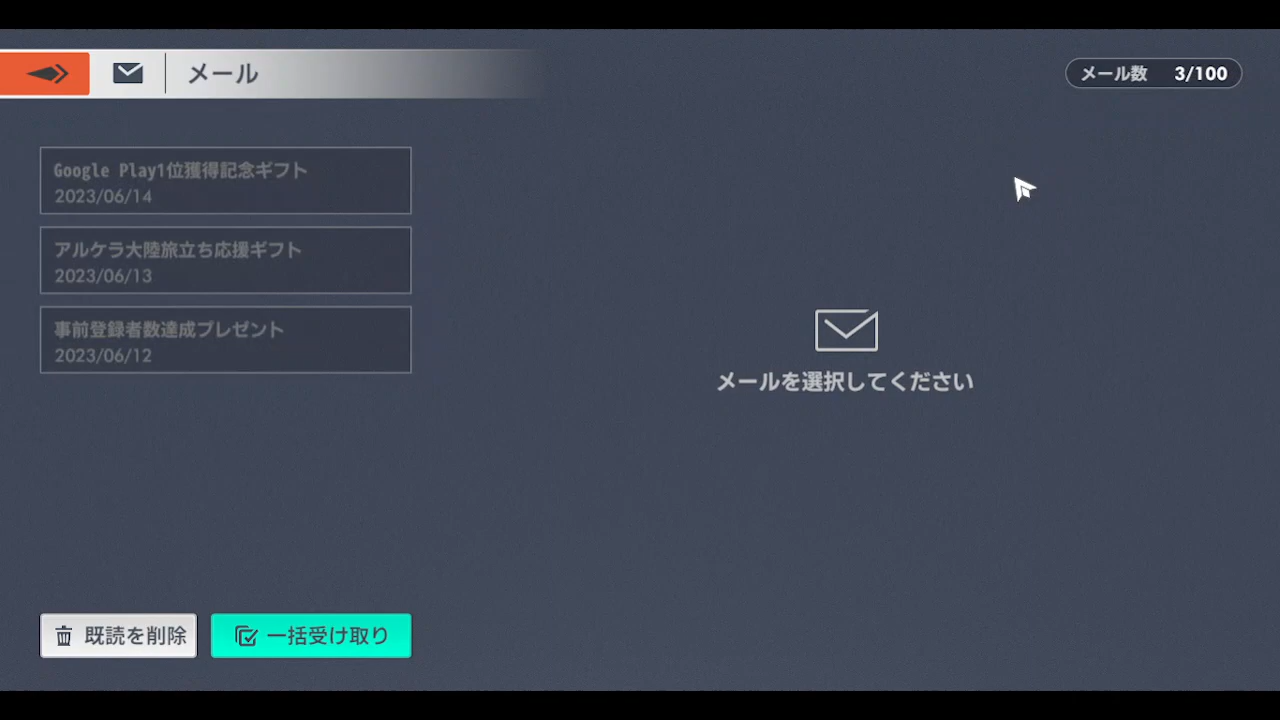 メール
メール数 3/100
Google Play1位獲得記念ギフト
2023/06/14
アルケラ大陸旅立ち応援ギフト
2023/06/13
事前登録者数達成プレゼント
2023/06/12
メールを選択してください
既読を削除
一括受け取り